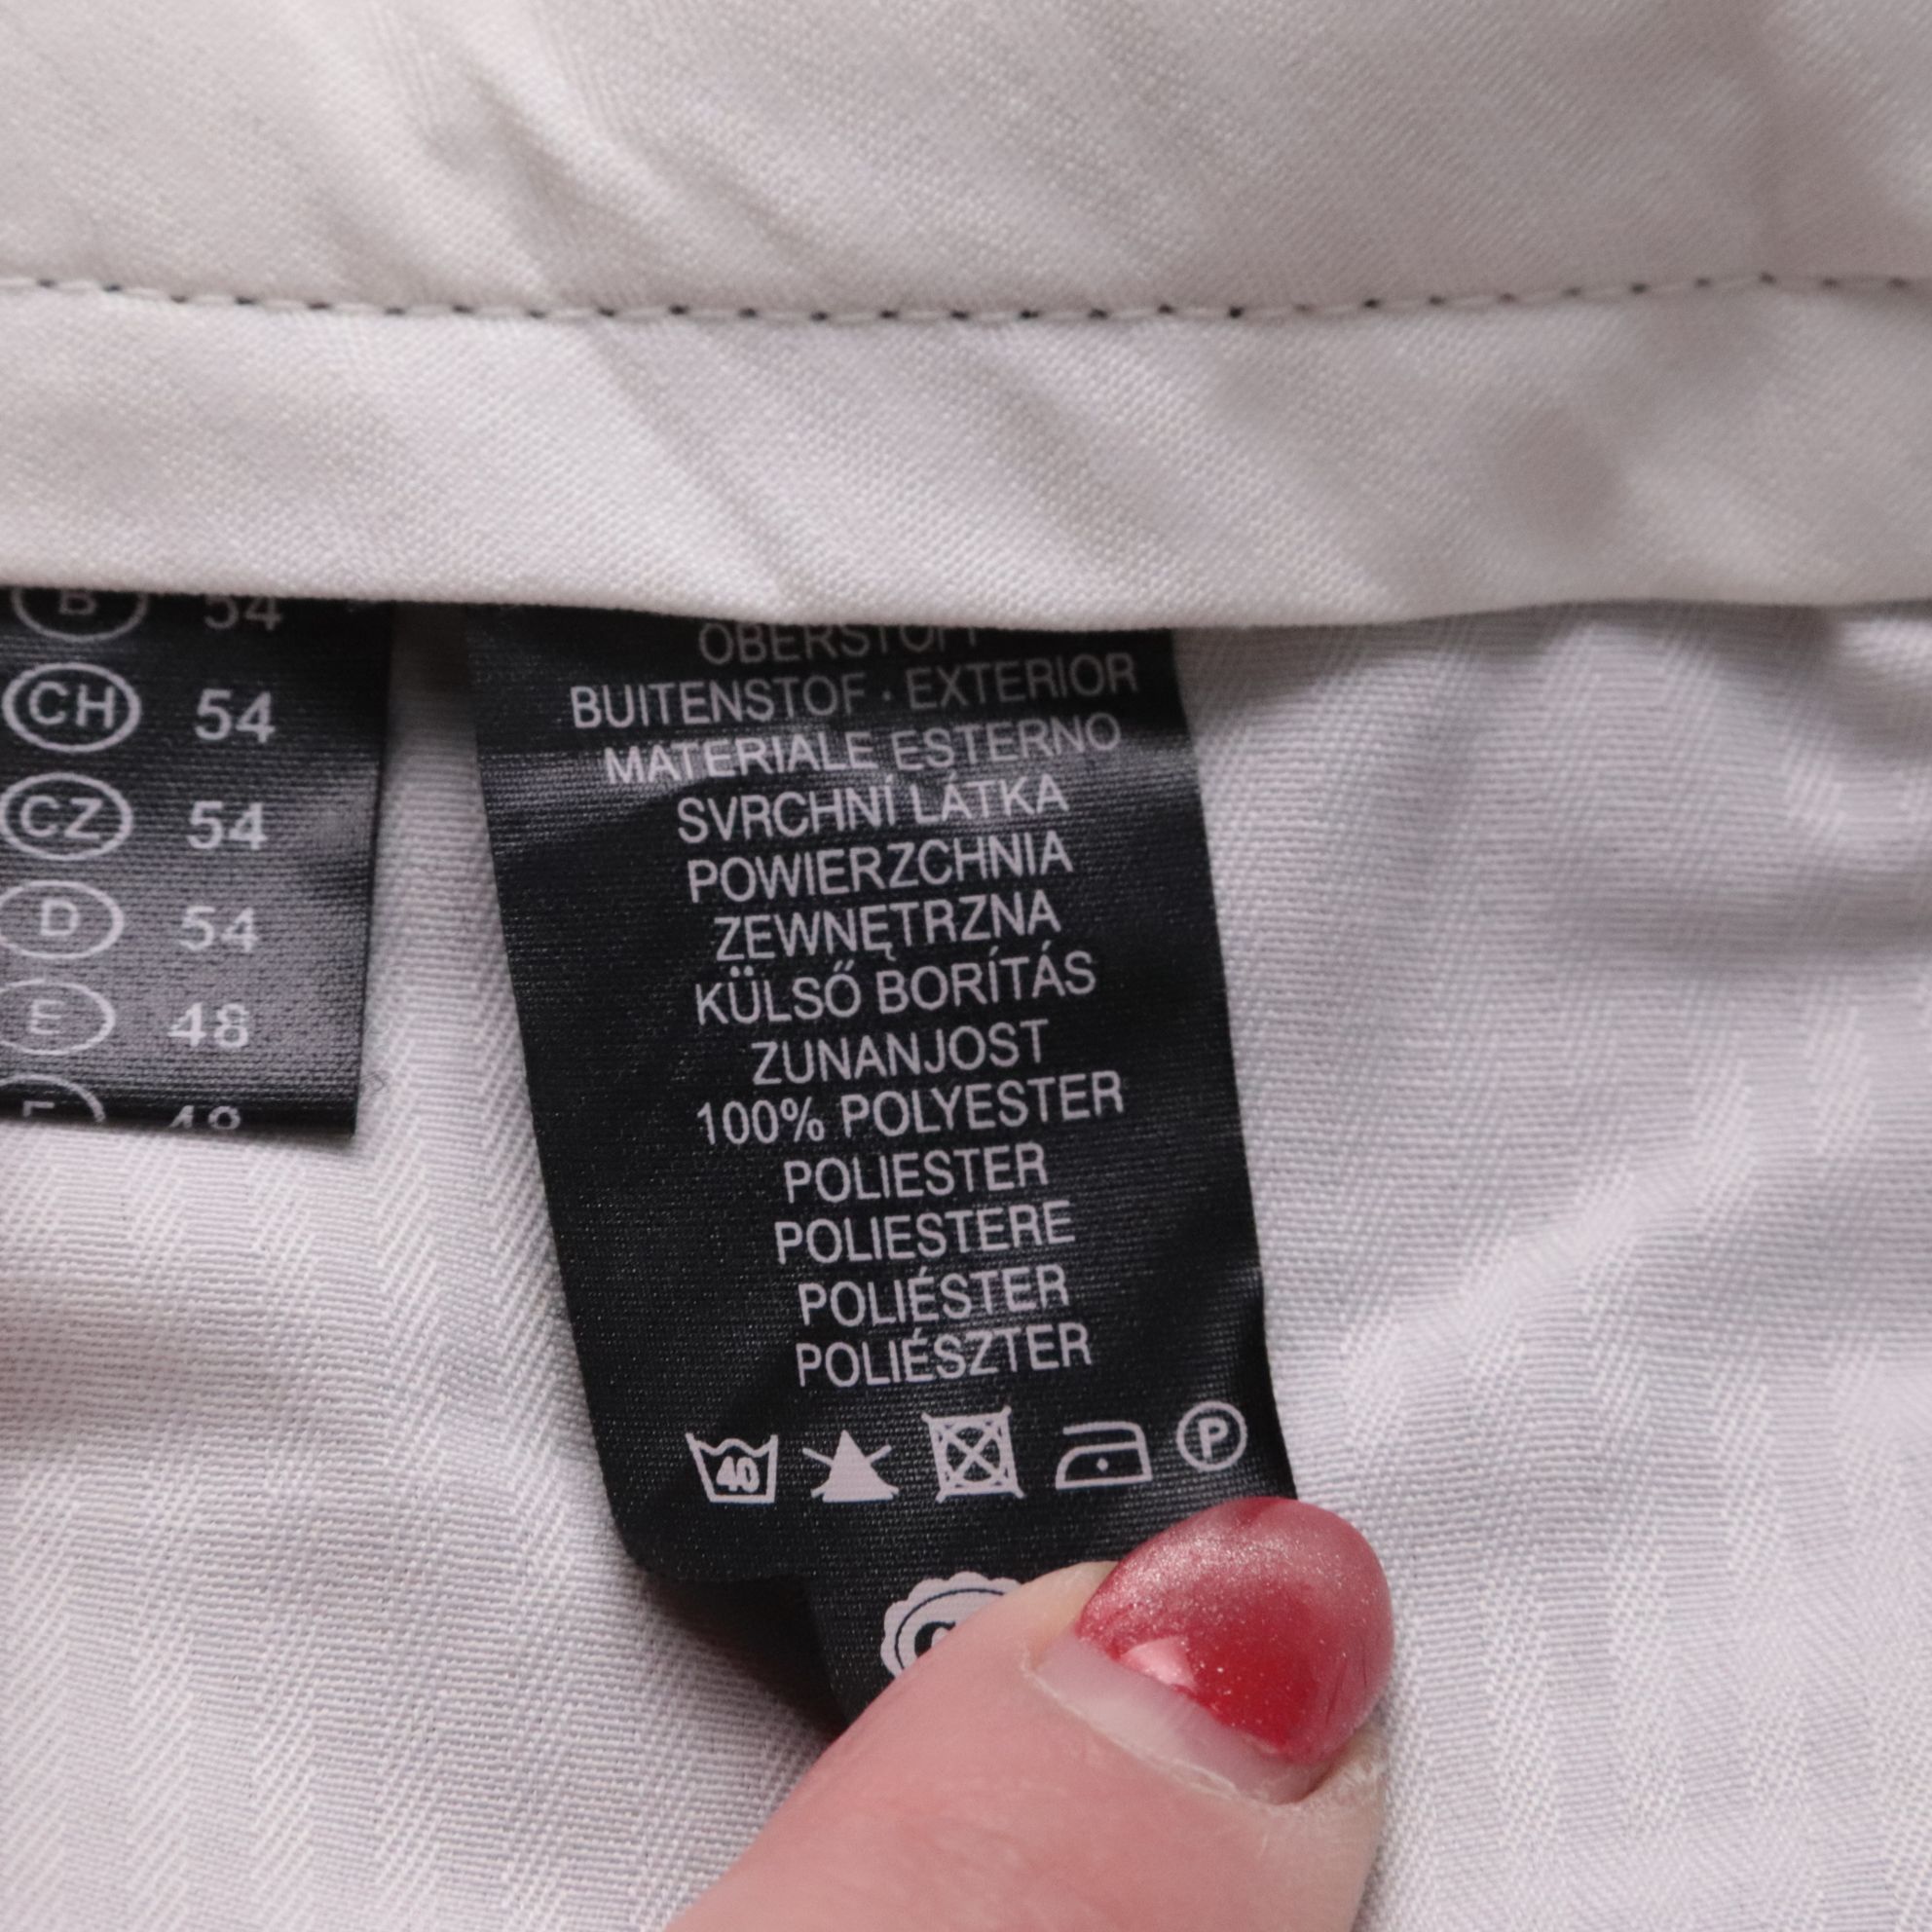 B 54
CH 54
CZ 54
D 54
E 48
OBERSTOFF
BUITENSTOF · EXTERIOR
MATERIALE ESTERNO
SVRCHNÍ LÁTKA
POWIERZCHNIA
ZEWNĘTRZNA
KÜLSŐ BORÍTÁS
ZUNANJOST
100% POLYESTER
POLIESTER
POLIESTERE
POLIÉSTER
POLIÉSZTER
40 P